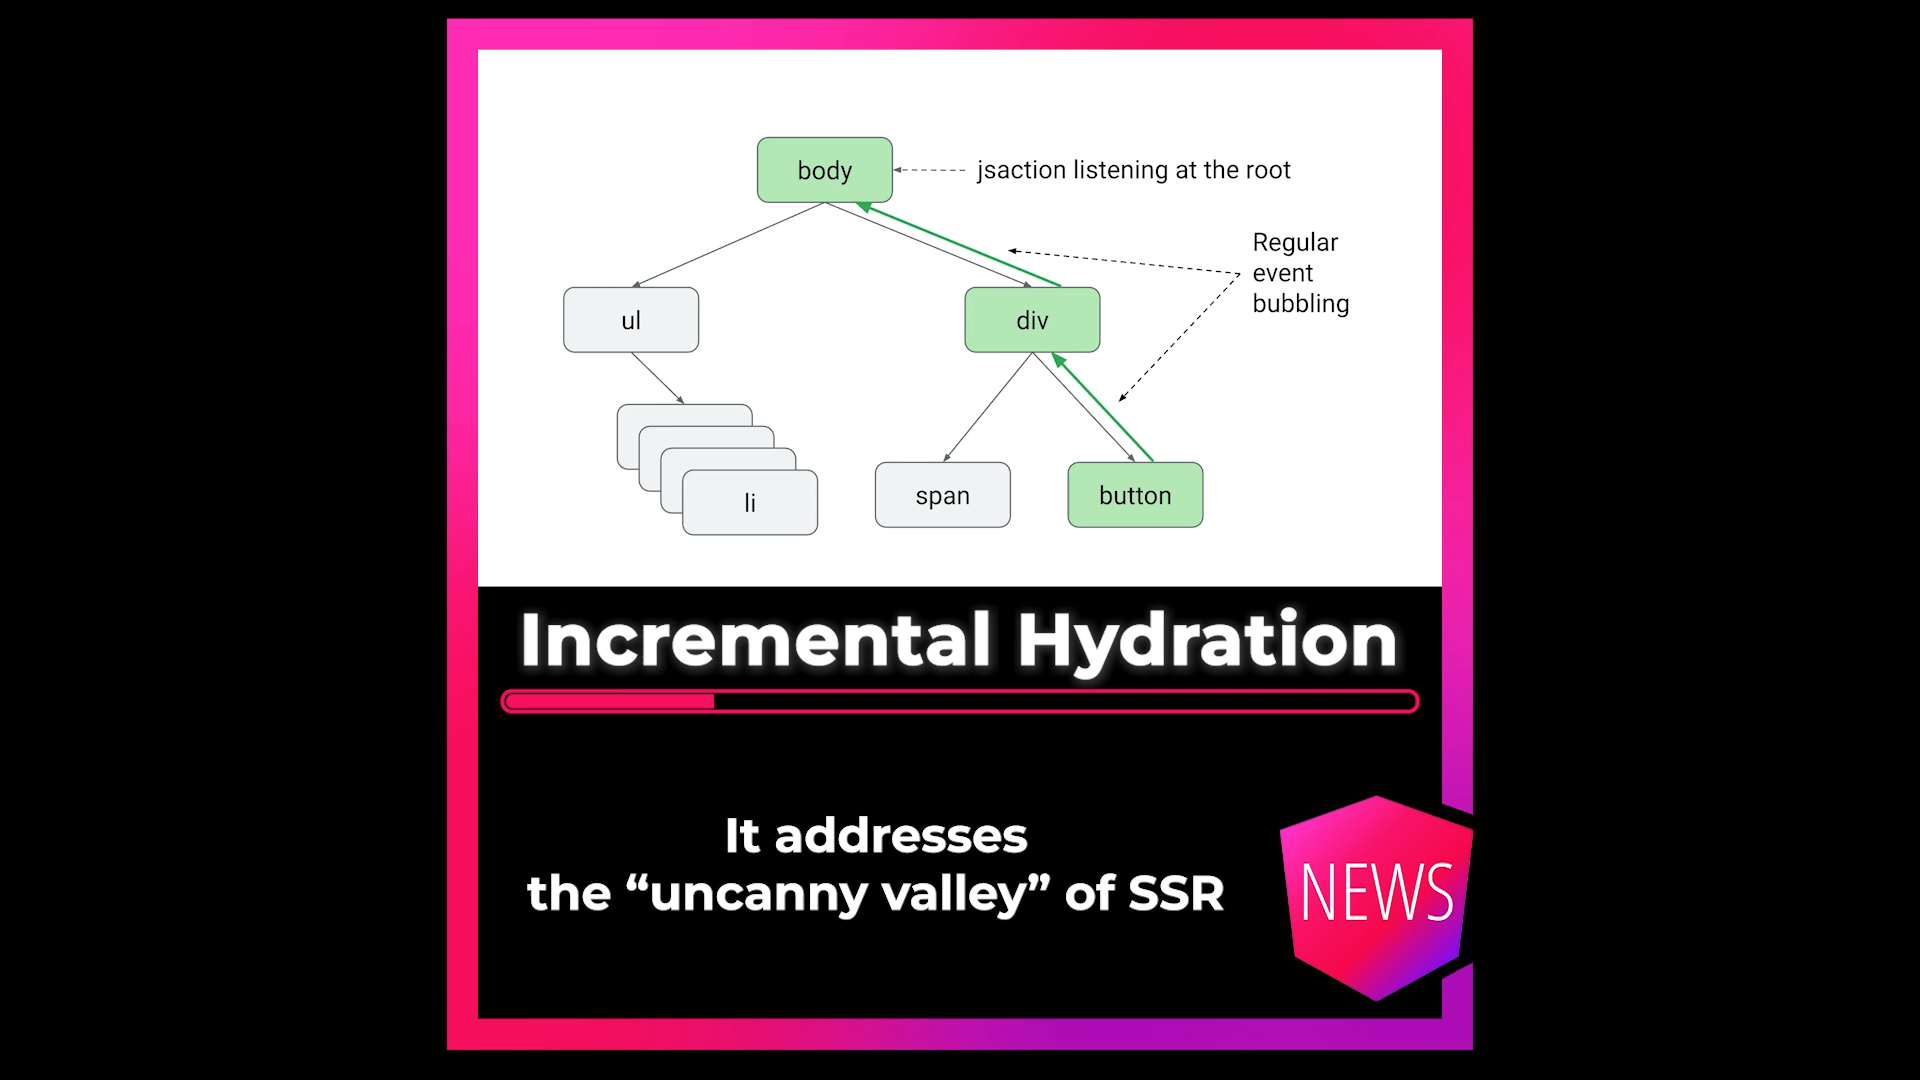 body
jsaction listening at the root
Regular
event
bubbling
ul
div
li
span
button
Incremental Hydration
It addresses
the “uncanny valley” of SSR
NEWS